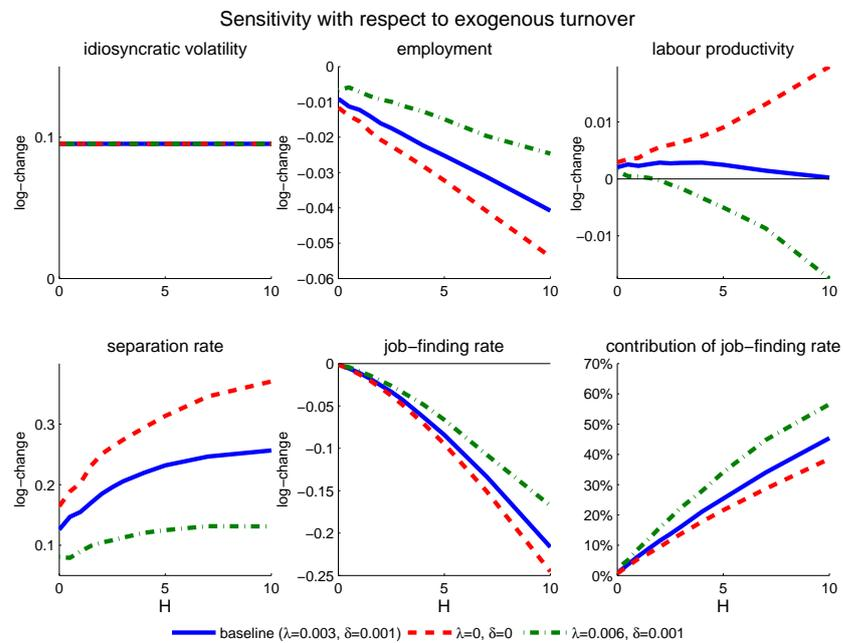 Sensitivity with respect to exogenous turnover
idiosyncratic volatility
employment
labour productivity
log−change
0.1
0
0
5
10
log−change
0
−0.01
−0.02
−0.03
−0.04
−0.05
−0.06
0
5
10
log−change
0.01
0
−0.01
0
5
10
separation rate
job−finding rate
contribution of job−finding rate
log−change
0.3
0.2
0.1
0
5
10
H
log−change
0
−0.05
−0.1
−0.15
−0.2
−0.25
0
5
10
H
70%
60%
50%
40%
30%
20%
10%
0%
0
5
10
H
baseline (λ=0.003, δ=0.001)
λ=0, δ=0
λ=0.006, δ=0.001